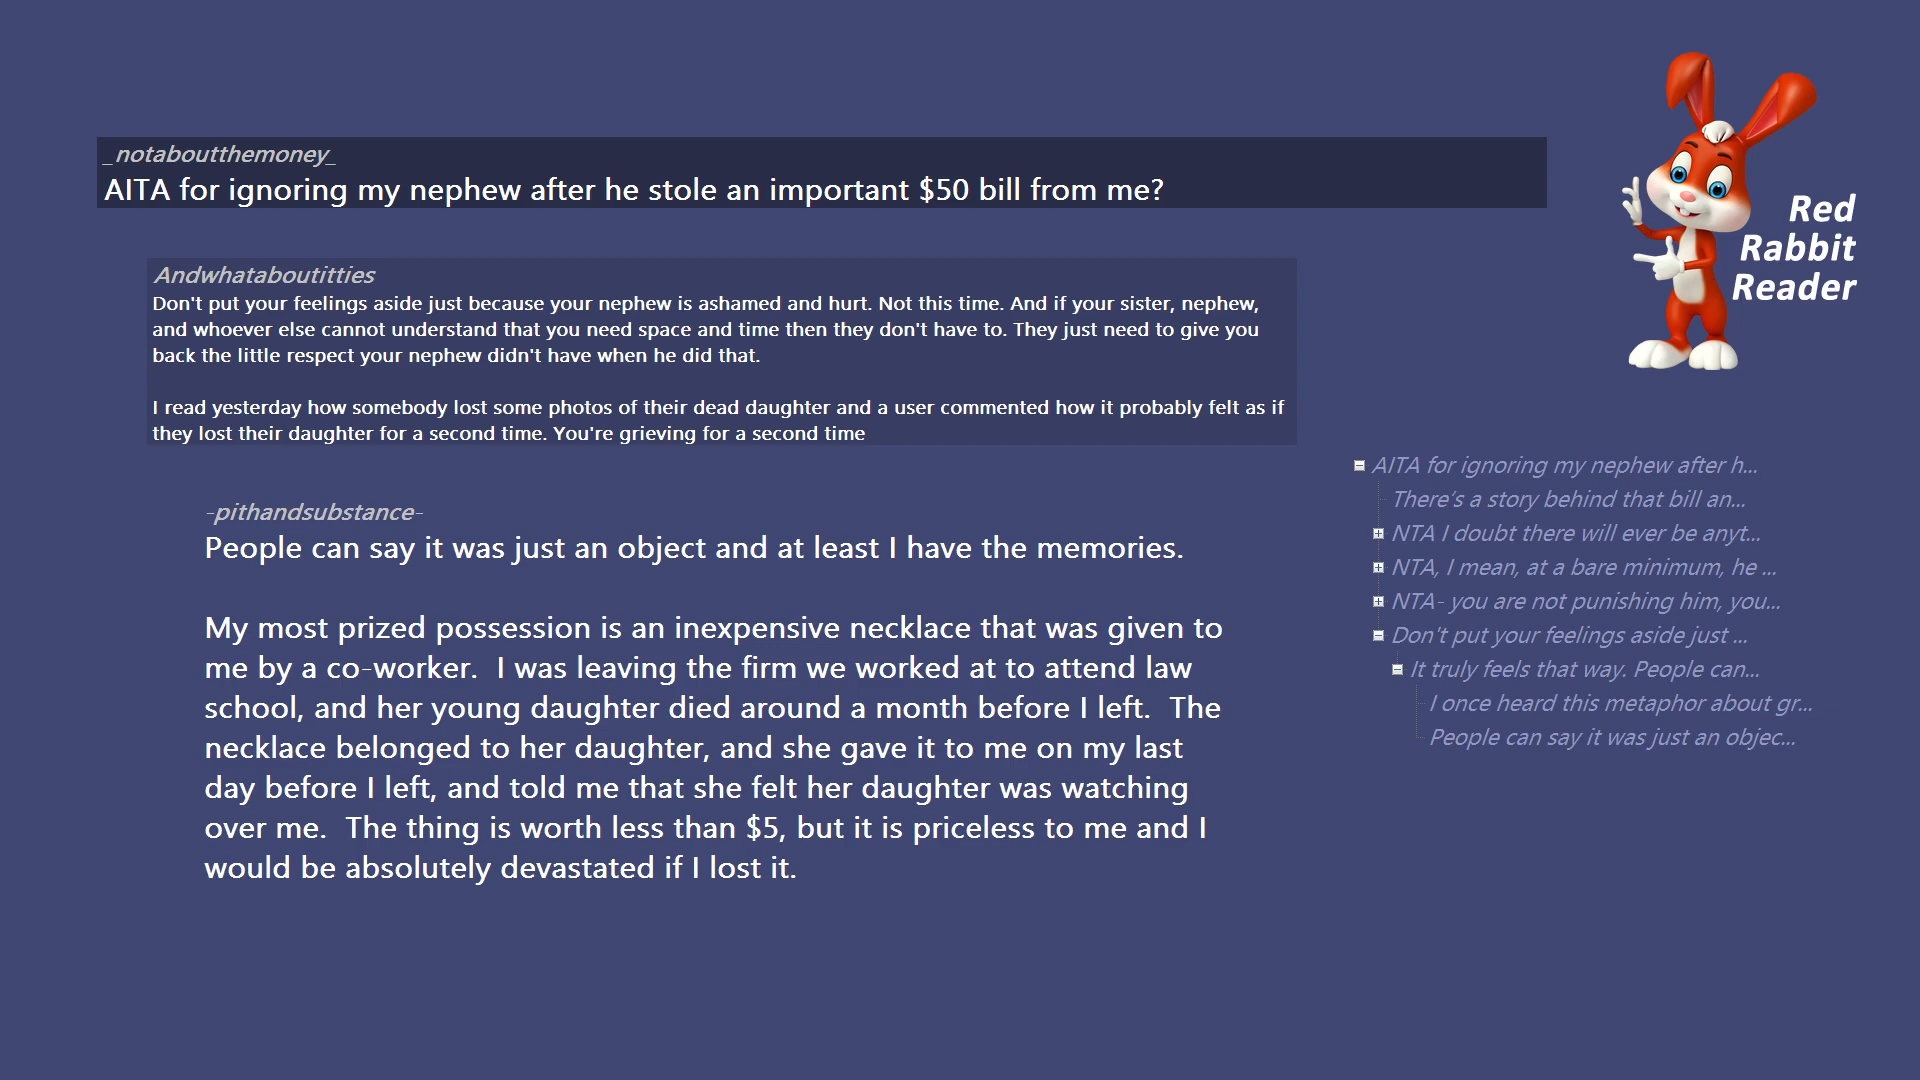 _notaboutthemoney_
AITA for ignoring my nephew after he stole an important $50 bill from me?
Red
Rabbit
Reader
Andwhataboutitties
Don't put your feelings aside just because your nephew is ashamed and hurt. Not this time. And if your sister, nephew,
and whoever else cannot understand that you need space and time then they don't have to. They just need to give you
back the little respect your nephew didn't have when he did that.
I read yesterday how somebody lost some photos of their dead daughter and a user commented how it probably felt as if
they lost their daughter for a second time. You're grieving for a second time
-pithandsubstance-
People can say it was just an object and at least I have the memories.
My most prized possession is an inexpensive necklace that was given to
me by a co-worker.  I was leaving the firm we worked at to attend law
school, and her young daughter died around a month before I left.  The
necklace belonged to her daughter, and she gave it to me on my last
day before I left, and told me that she felt her daughter was watching
over me.  The thing is worth less than $5, but it is priceless to me and I
would be absolutely devastated if I lost it.
AITA for ignoring my nephew after h...
There's a story behind that bill an...
NTA I doubt there will ever be anyt...
NTA, I mean, at a bare minimum, he ...
NTA- you are not punishing him, you...
Don't put your feelings aside just ...
It truly feels that way. People can...
I once heard this metaphor about gr...
People can say it was just an objec...